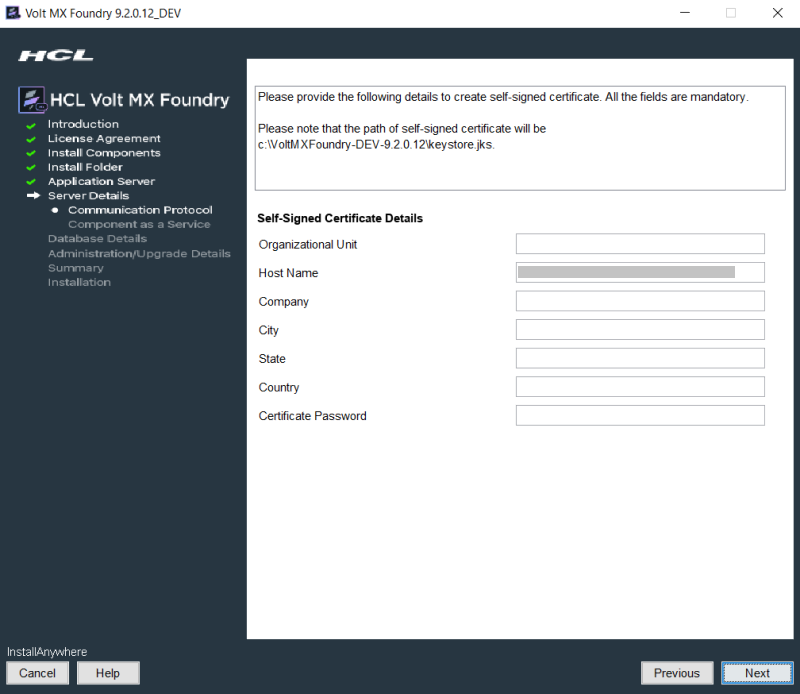 Volt MX Foundry 9.2.0.12_DEV
HCL
HCL Volt MX Foundry
Introduction
License Agreement
Install Components
Install Folder
Application Server
Server Details
Communication Protocol
Component as a Service
Database Details
Administration/Upgrade Details
Summary
Installation
Please provide the following details to create self-signed certificate. All the fields are mandatory.
Please note that the path of self-signed certificate will be
c:\VoltMXFoundry-DEV-9.2.0.12\keystore.jks.
Self-Signed Certificate Details
Organizational Unit
Host Name
Company
City
State
Country
Certificate Password
InstallAnywhere
Cancel
Help
Previous
Next